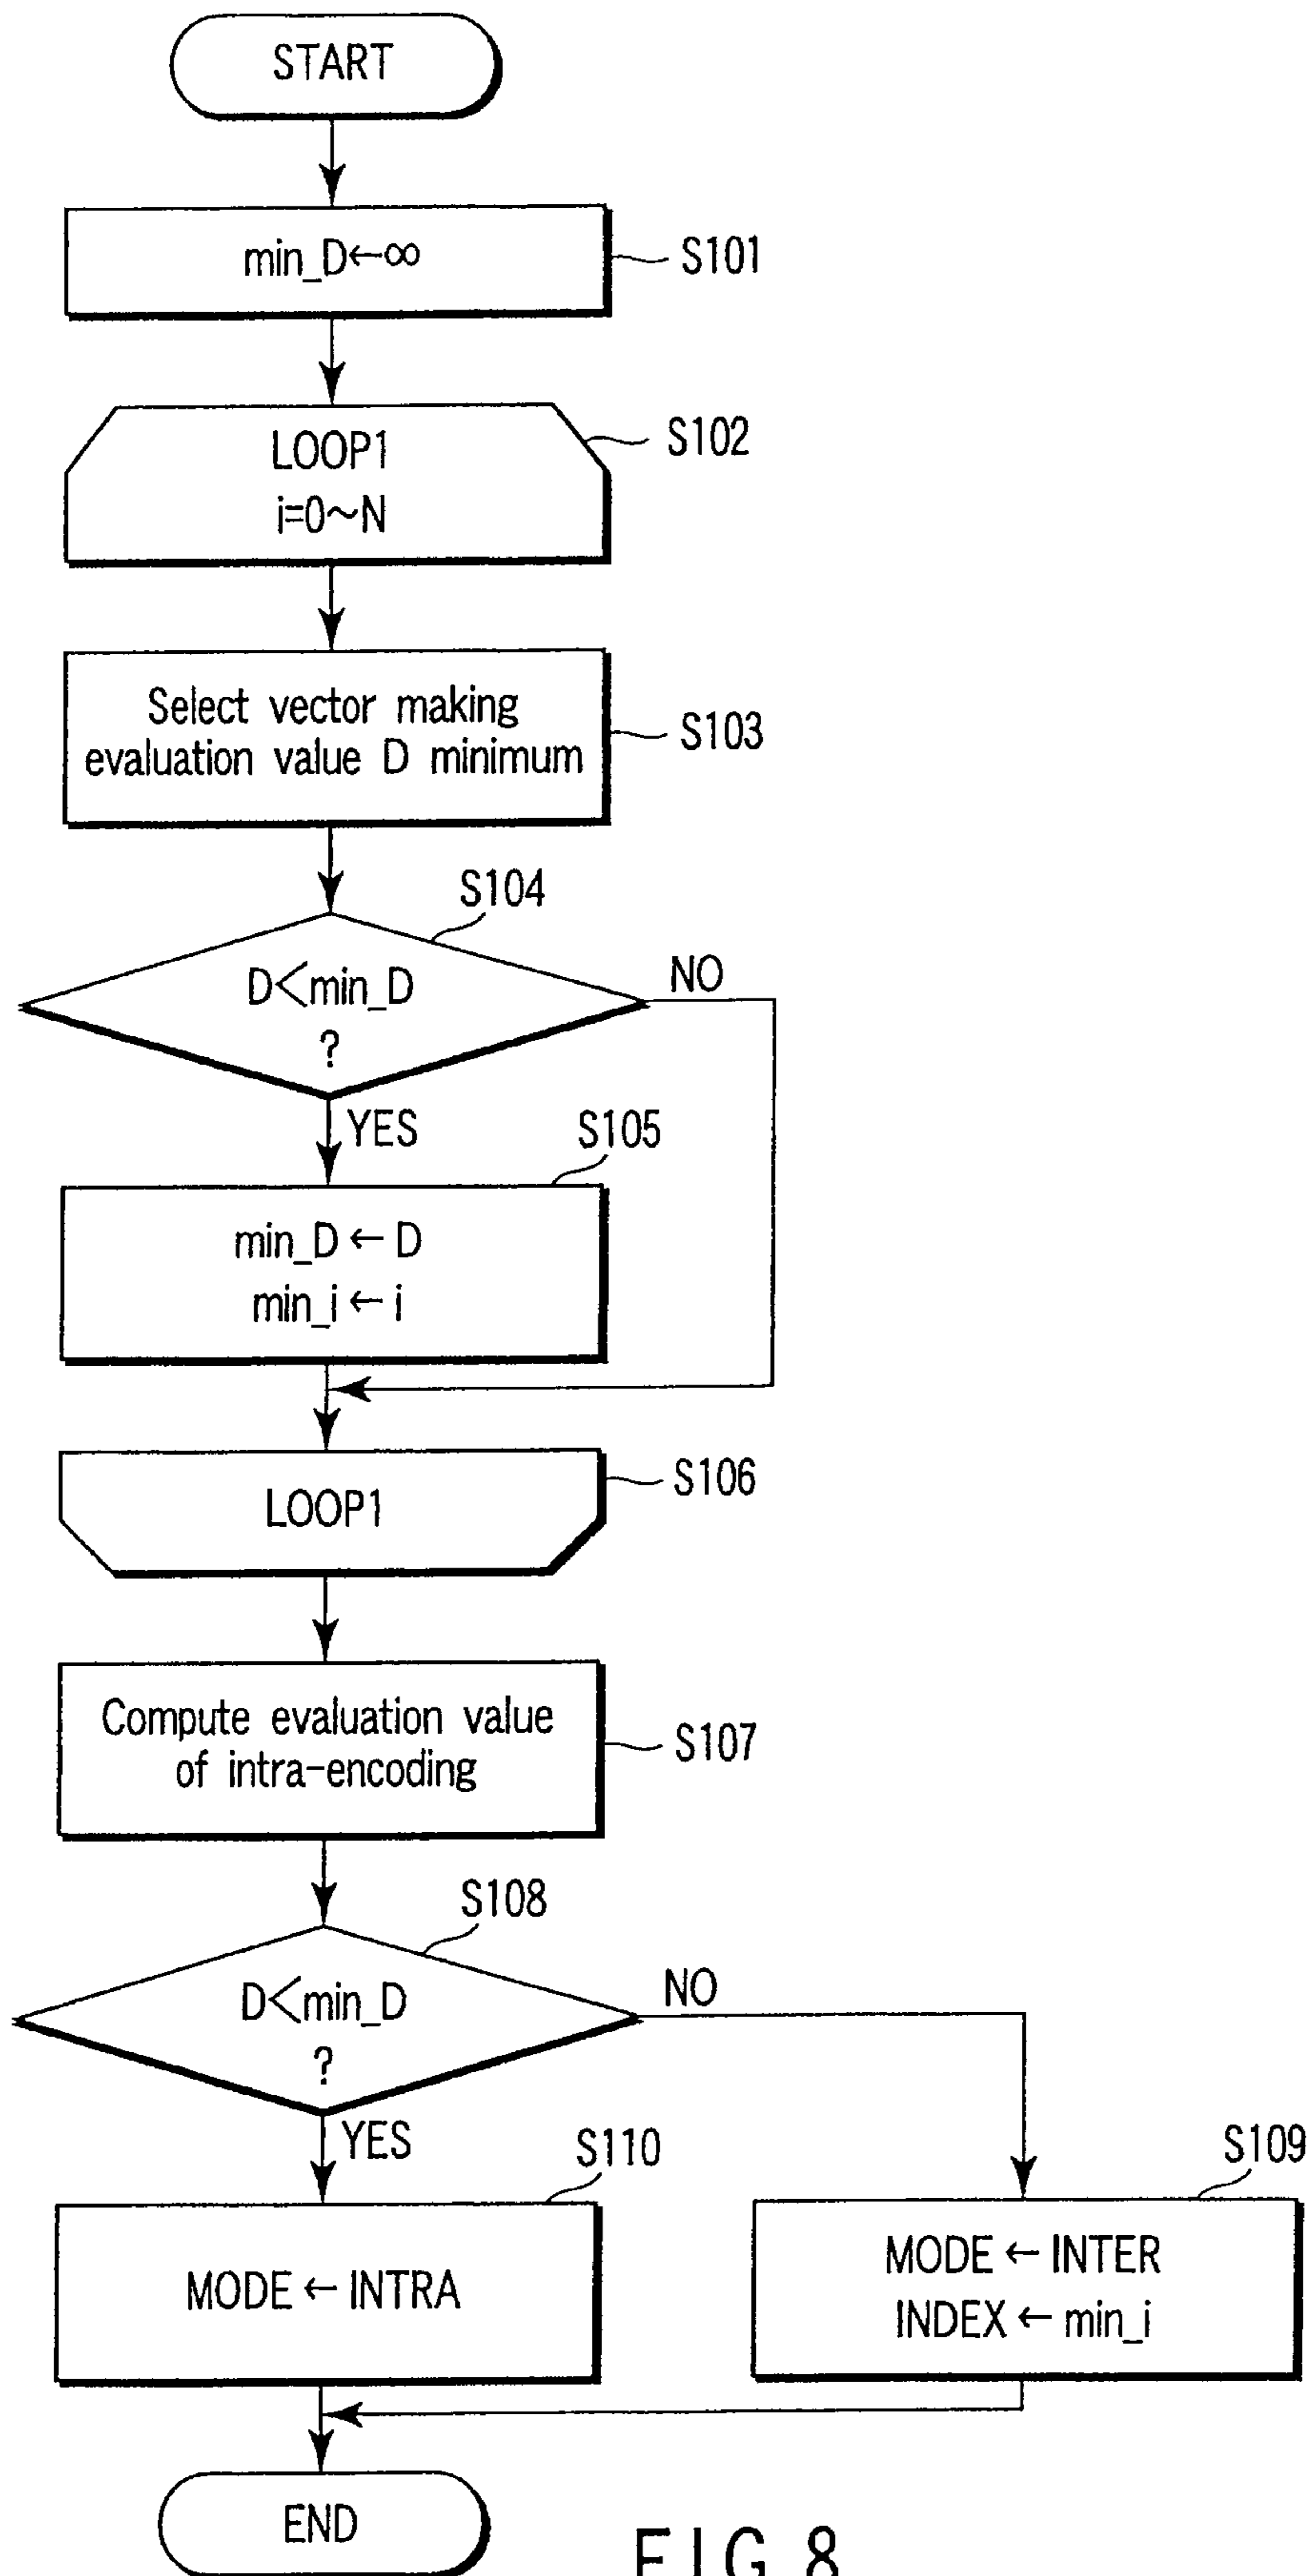 START
min_D←∞
S101
LOOP1
i=0~N
S102
Select vector making
evaluation value D minimum
S103
S104
D<min_D
?
NO
YES
S105
min_D ← D
min_i ← i
LOOP1
S106
Compute evaluation value
of intra-encoding
S107
S108
D<min_D
?
NO
YES
S110
MODE ← INTRA
S109
MODE ← INTER
INDEX ← min_i
END
FIG. 8